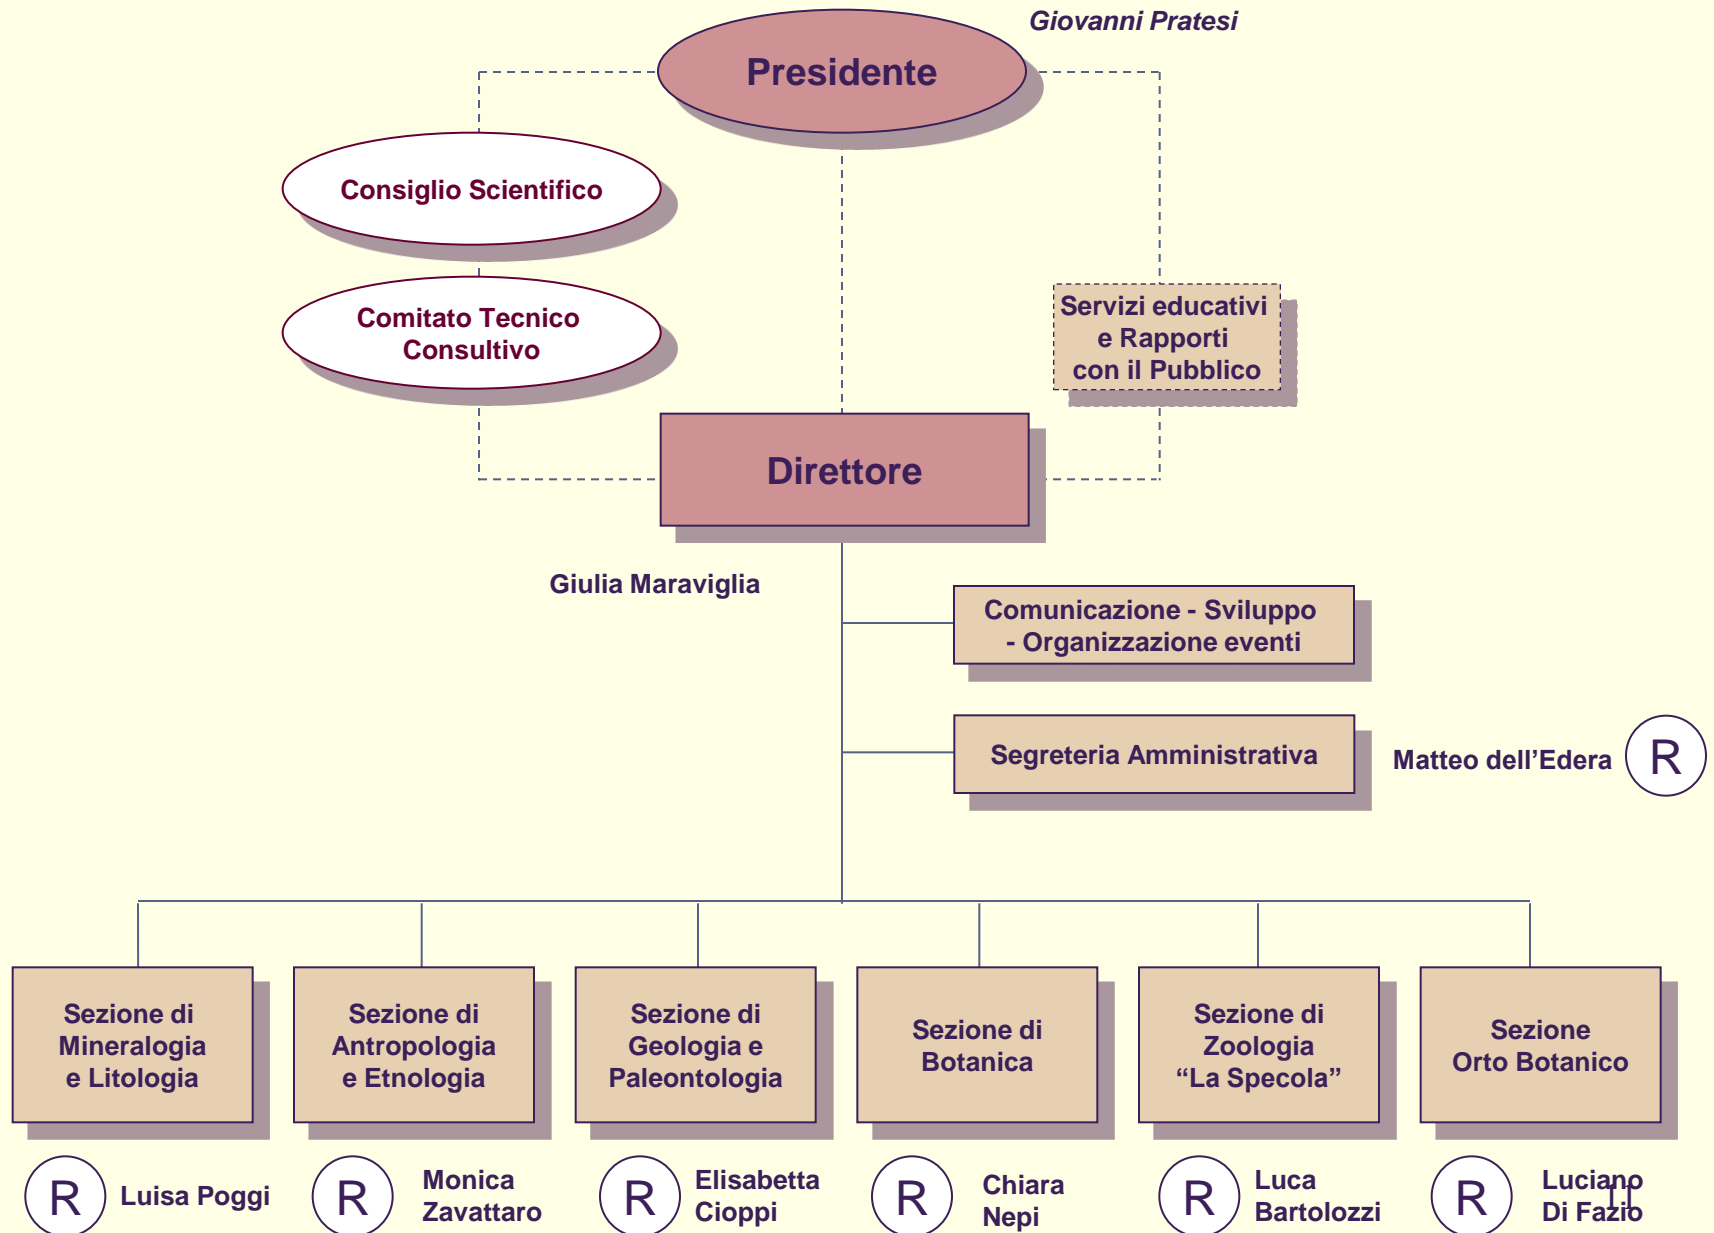 Giovanni Pratesi
Presidente
Consiglio Scientifico
Comitato Tecnico
Consultivo
Servizi educativi
e Rapporti
con il Pubblico
Direttore
Giulia Maraviglia
Comunicazione - Sviluppo
- Organizzazione eventi
Segreteria Amministrativa
Matteo dell’Edera
R
Sezione di
Mineralogia
e Litologia
Sezione di
Antropologia
e Etnologia
Sezione di
Geologia e
Paleontologia
Sezione di
Botanica
Sezione di
Zoologia
“La Specola”
Sezione
Orto Botanico
R
Luisa Poggi
R
Monica
Zavattaro
R
Elisabetta
Cioppi
R
Chiara
Nepi
R
Luca
Bartolozzi
R
Luciano
Di Fazio
11